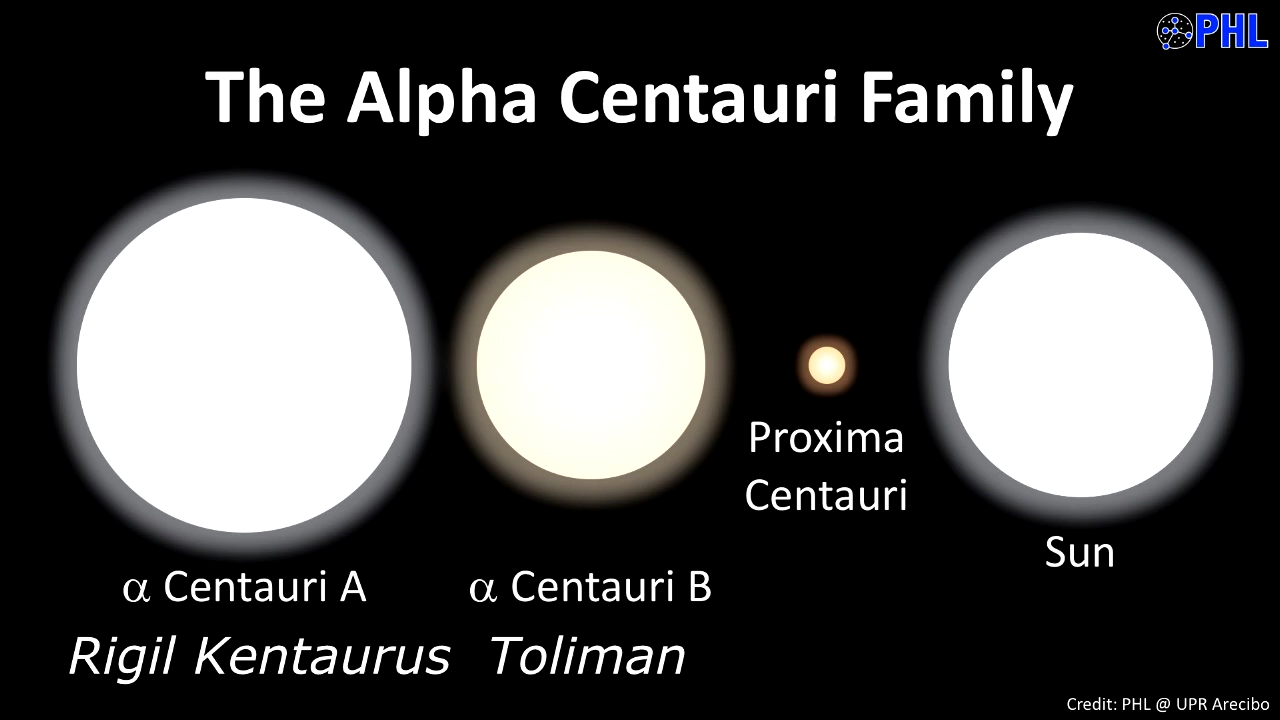 PHL
The Alpha Centauri Family
Proxima
Centauri
Sun
α Centauri A
α Centauri B
Rigil Kentaurus
Toliman
Credit: PHL @ UPR Arecibo